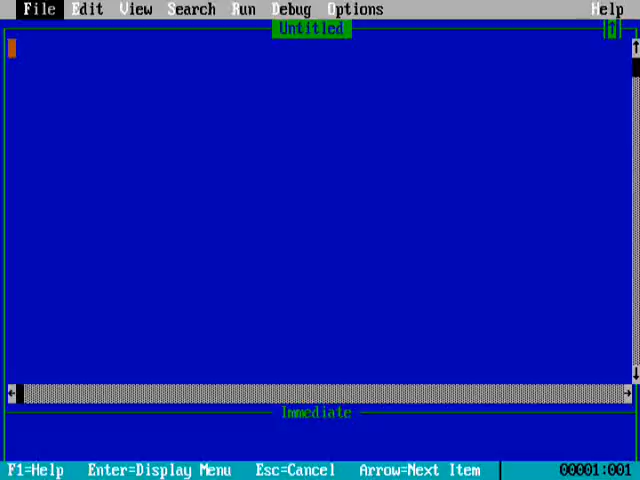 File Edit View Search Run Debug Options Help
Untitled
Immediate
F1=Help Enter=Display Menu Esc=Cancel Arrow=Next Item 00001:001